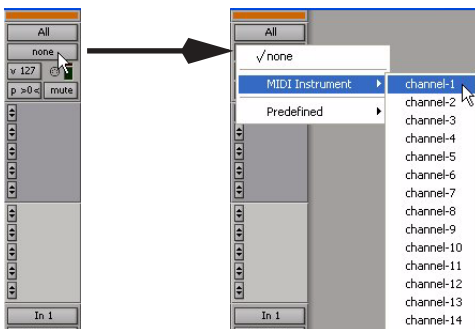 All
none
v 127
p >0< mute
In 1
All
√none
MIDI Instrument
Predefined
channel-1
channel-2
channel-3
channel-4
channel-5
channel-6
channel-7
channel-8
channel-9
channel-10
channel-11
channel-12
channel-13
channel-14
In 1